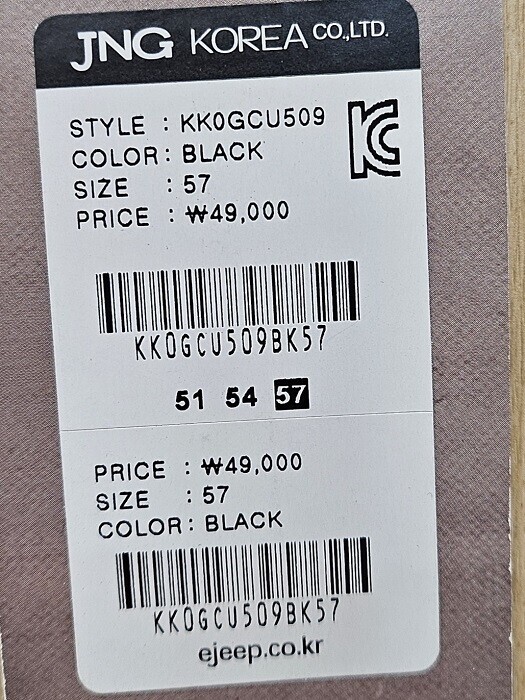 JNG KOREA CO.,LTD.
STYLE : KK0GCU509
COLOR : BLACK
SIZE : 57
PRICE : ₩49,000
KC
KK0GCU509BK57
51 54 57
PRICE : ₩49,000
SIZE : 57
COLOR : BLACK
KK0GCU509BK57
ejeep.co.kr